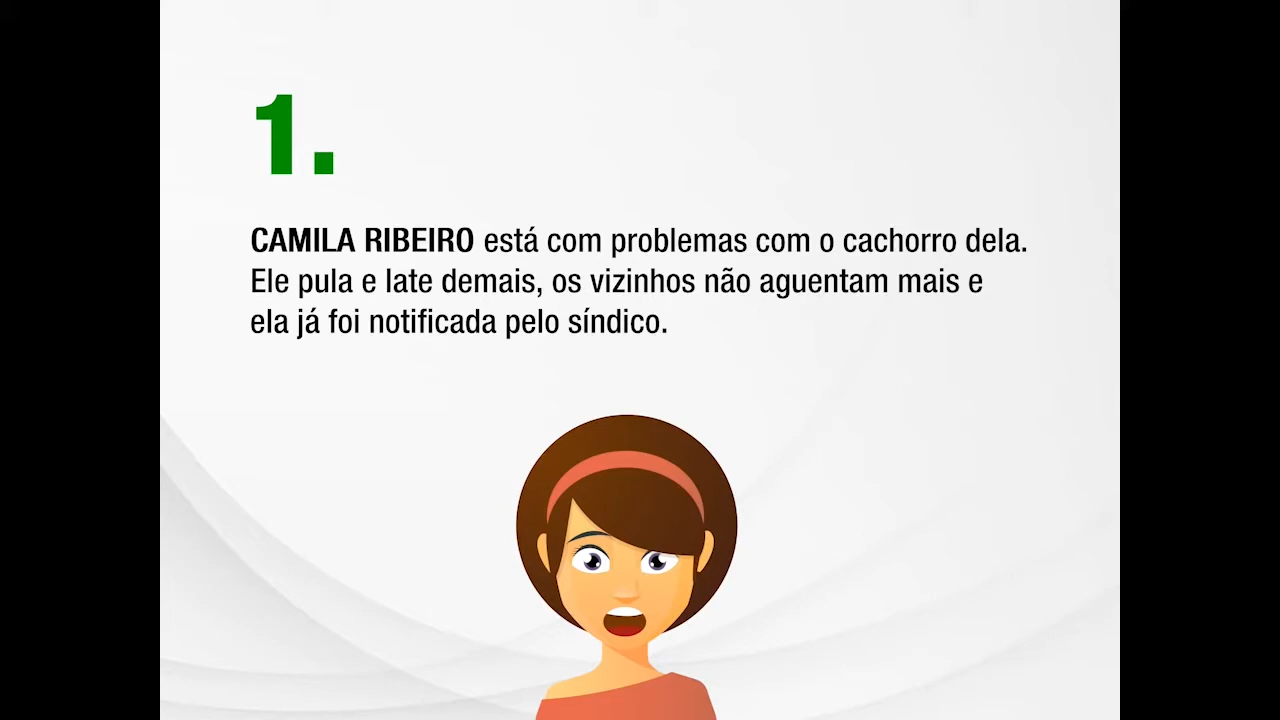 1.
CAMILA RIBEIRO está com problemas com o cachorro dela.
Ele pula e late demais, os vizinhos não aguentam mais e
ela já foi notificada pelo síndico.